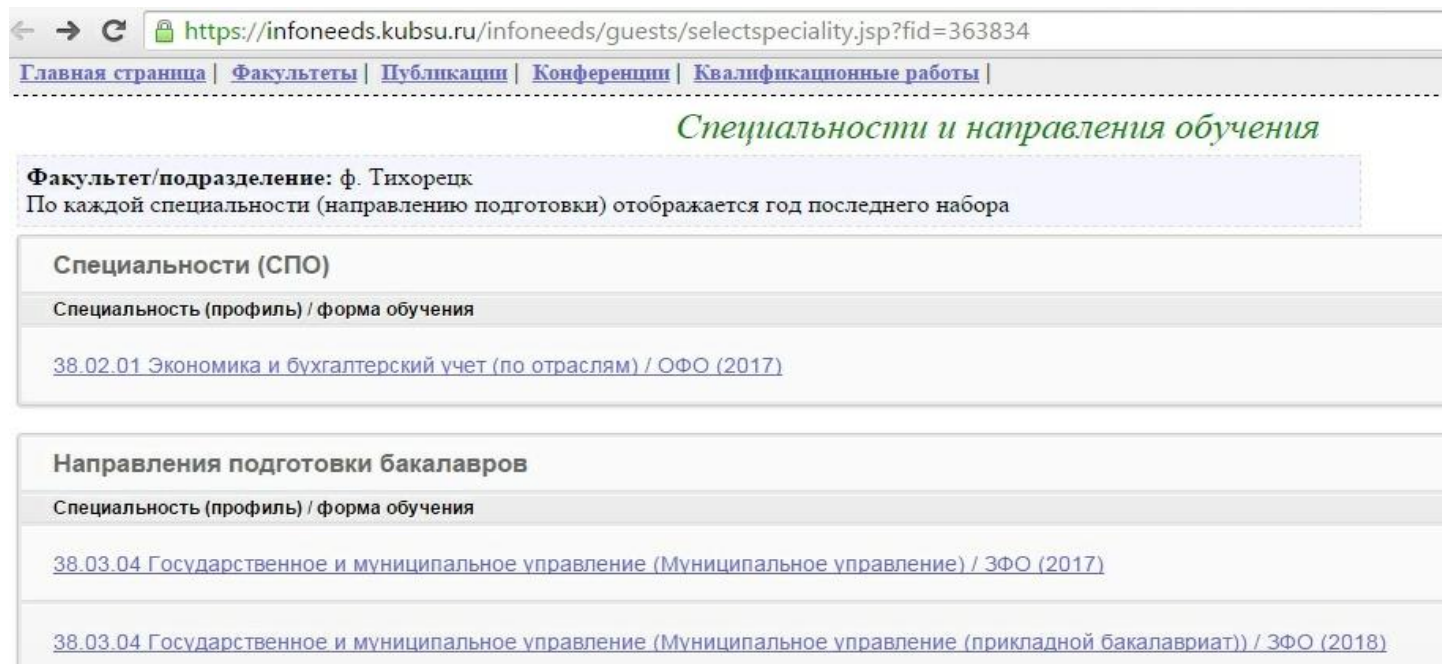 https://infoneeds.kubsu.ru/infoneeds/guests/selectspeciality.jsp?fid=363834
Главная страница | Факультеты | Публикации | Конференции | Квалификационные работы |
Специальности и направления обучения
Факультет/подразделение: ф. Тихорецк
По каждой специальности (направлению подготовки) отображается год последнего набора
Специальности (СПО)
Специальность (профиль) / форма обучения
38.02.01 Экономика и бухгалтерский учет (по отраслям) / ОФО (2017)
Направления подготовки бакалавров
Специальность (профиль) / форма обучения
38.03.04 Государственное и муниципальное управление (Муниципальное управление) / ЗФО (2017)
38.03.04 Государственное и муниципальное управление (Муниципальное управление (прикладной бакалавриат)) / ЗФО (2018)